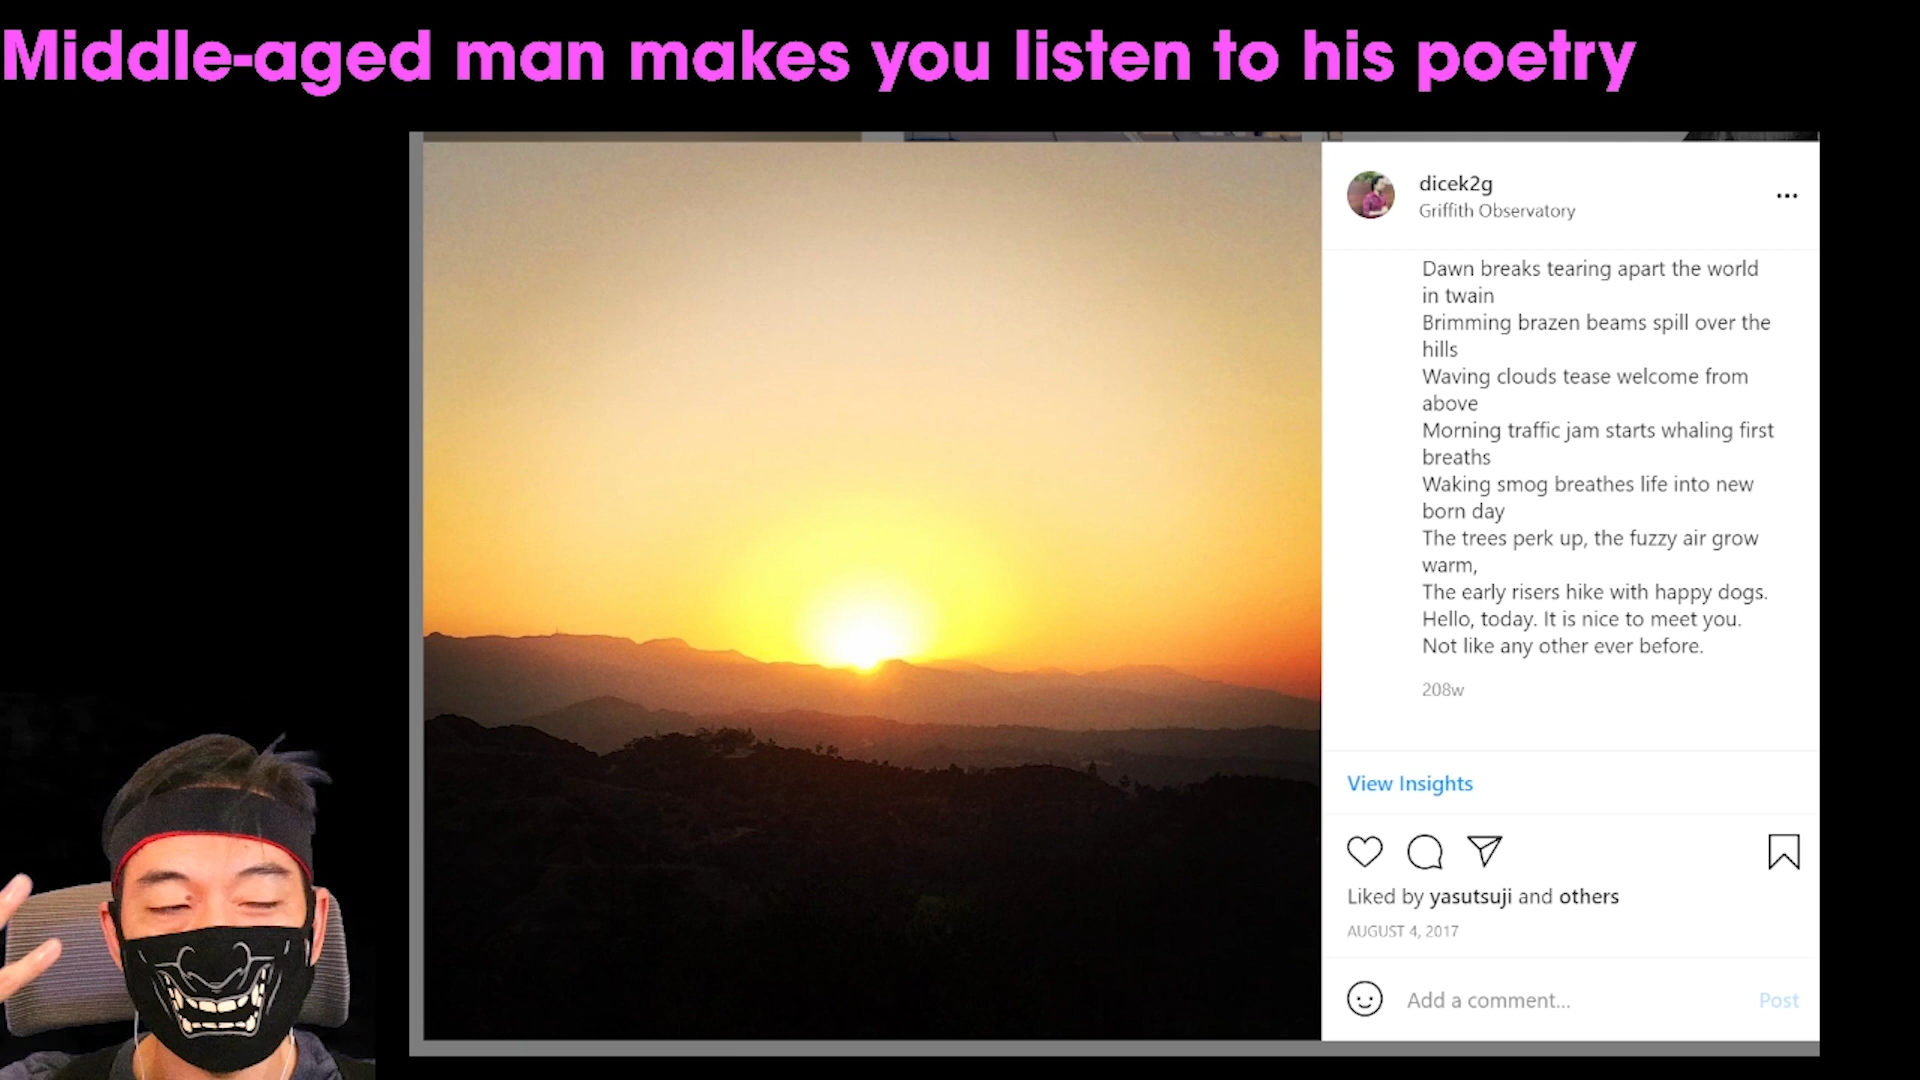 Middle-aged man makes you listen to his poetry
dicek2g
Griffith Observatory
Dawn breaks tearing apart the world
in twain
Brimming brazen beams spill over the
hills
Waving clouds tease welcome from
above
Morning traffic jam starts whaling first
breaths
Waking smog breathes life into new
born day
The trees perk up, the fuzzy air grow
warm,
The early risers hike with happy dogs.
Hello, today. It is nice to meet you.
Not like any other ever before.
208w
View Insights
Liked by yasutsuji and others
AUGUST 4, 2017
Add a comment...
Post